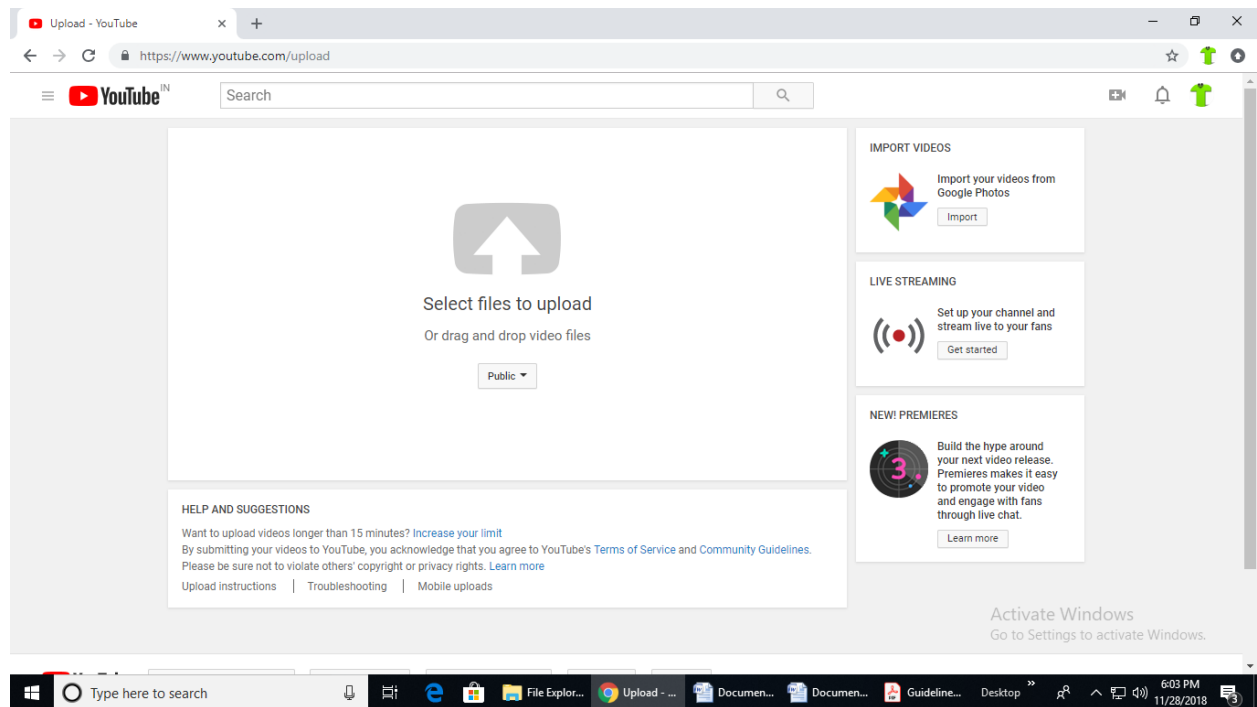 Upload - YouTube
https://www.youtube.com/upload
YouTube IN
Search
IMPORT VIDEOS
Import your videos from
Google Photos
Import
Select files to upload
Or drag and drop video files
Public
LIVE STREAMING
Set up your channel and
stream live to your fans
Get started
NEW! PREMIERES
3
Build the hype around
your next video release.
Premieres makes it easy
to promote your video
and engage with fans
through live chat.
Learn more
HELP AND SUGGESTIONS
Want to upload videos longer than 15 minutes? Increase your limit
By submitting your videos to YouTube, you acknowledge that you agree to YouTube's Terms of Service and Community Guidelines.
Please be sure not to violate others' copyright or privacy rights. Learn more
Upload instructions | Troubleshooting | Mobile uploads
Activate Windows
Go to Settings to activate Windows.
Type here to search
File Explor...
Upload - ...
Documen...
Documen...
Guideline...
Desktop
6:03 PM
11/28/2018
3